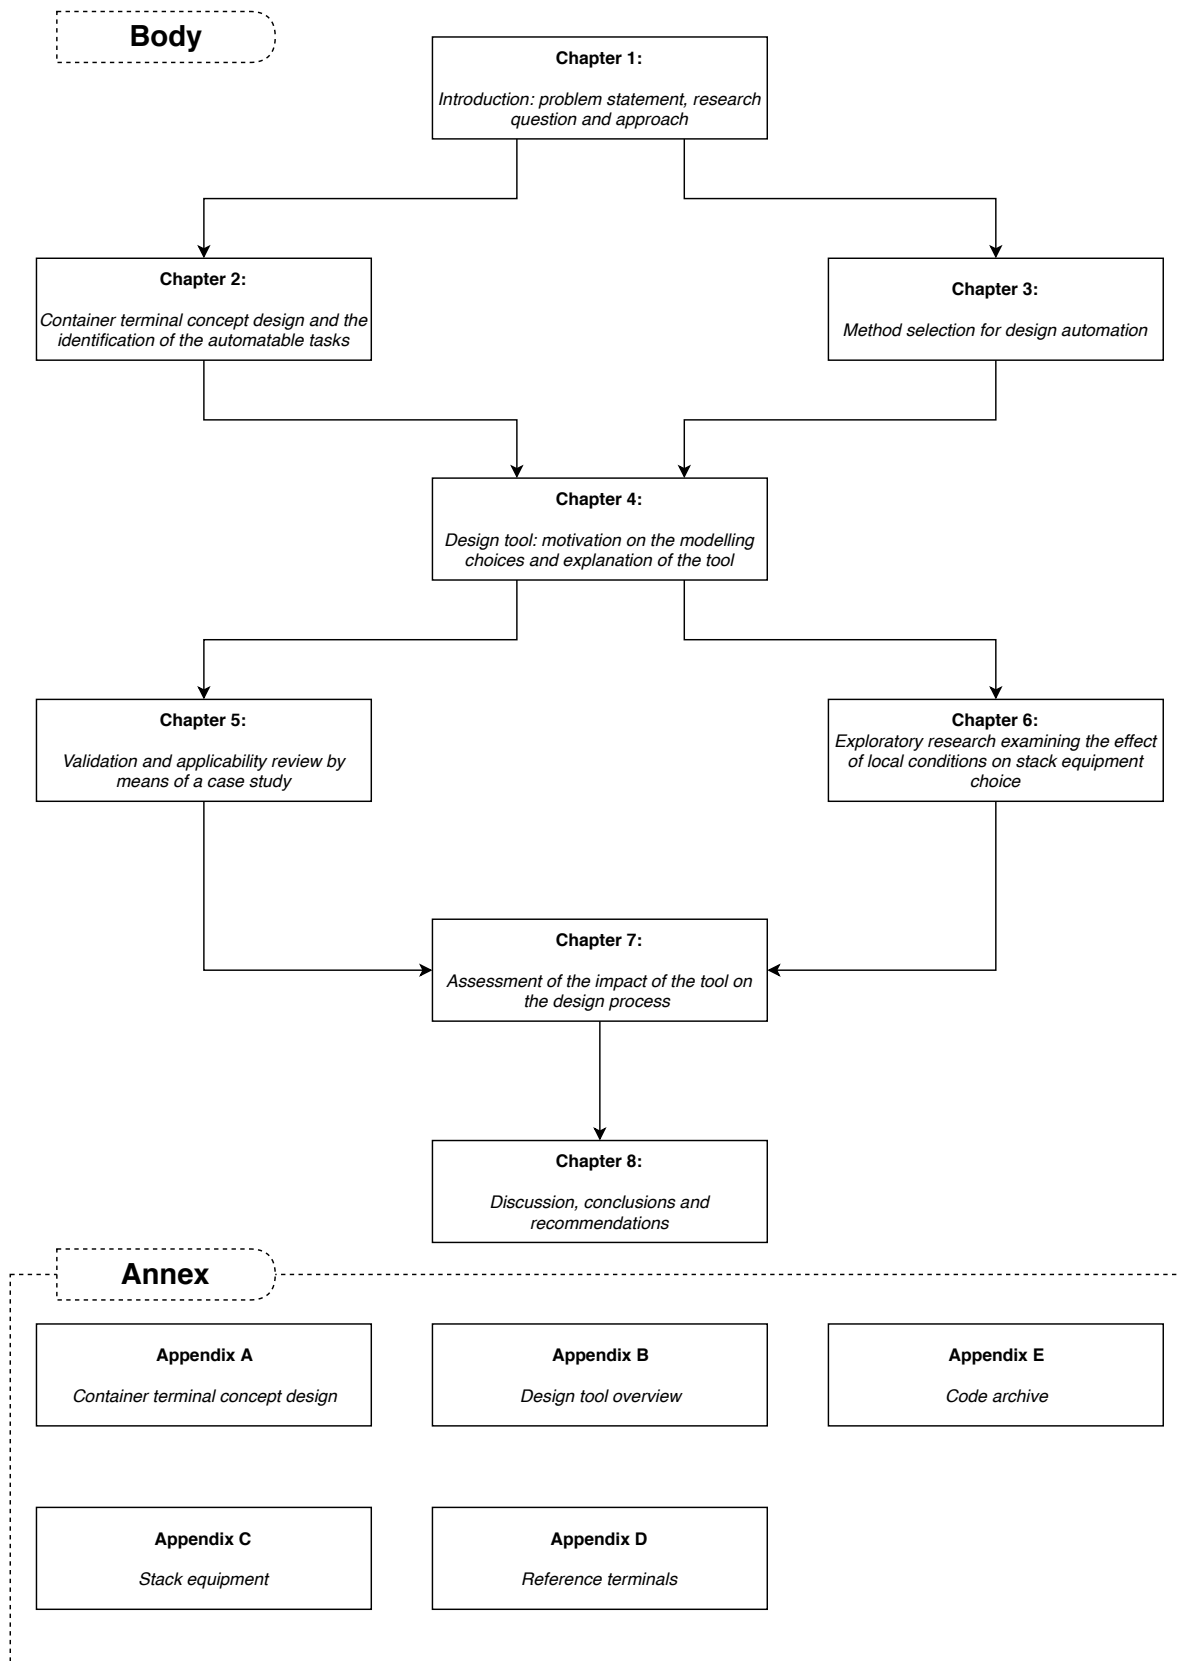 Body
Chapter 1:
Introduction: problem statement, research
question and approach
Chapter 2:
Container terminal concept design and the
identification of the automatable tasks
Chapter 3:
Method selection for design automation
Chapter 4:
Design tool: motivation on the modelling
choices and explanation of the tool
Chapter 5:
Validation and applicability review by
means of a case study
Chapter 6:
Exploratory research examining the effect
of local conditions on stack equipment
choice
Chapter 7:
Assessment of the impact of the tool on
the design process
Chapter 8:
Discussion, conclusions and
recommendations
Annex
Appendix A
Container terminal concept design
Appendix B
Design tool overview
Appendix E
Code archive
Appendix C
Stack equipment
Appendix D
Reference terminals